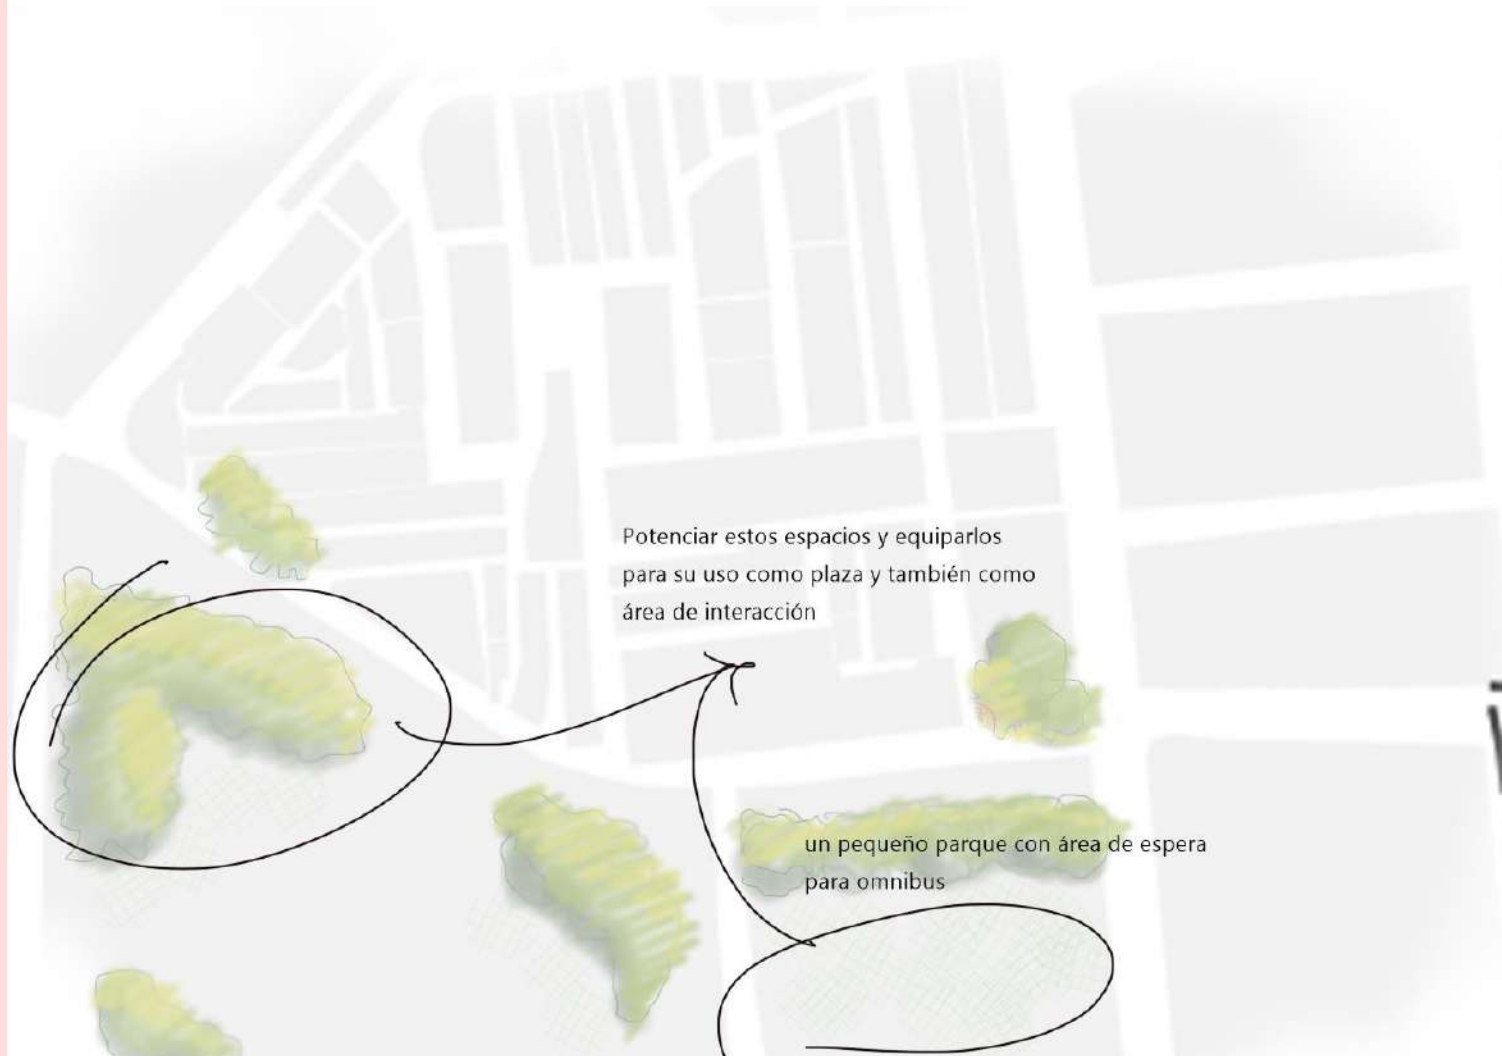 Potenciar estos espacios y equiparlos
para su uso como plaza y también como
área de interacción
un pequeño parque con área de espera
para omnibus